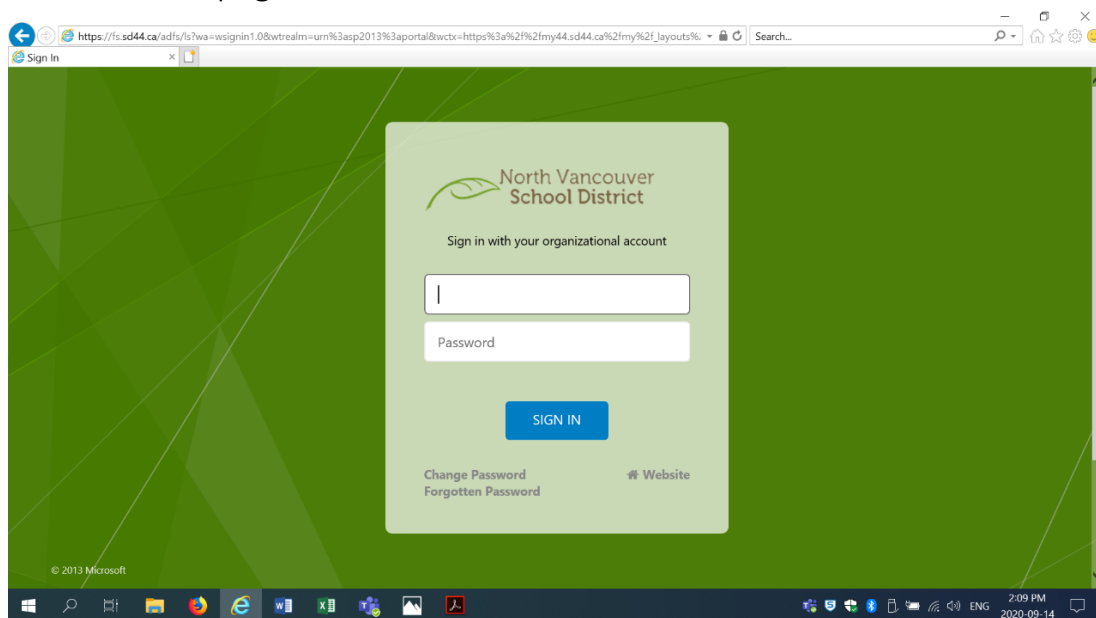 https://fs.sd44.ca/adfs/ls?wa=wsignin1.0&wtrealm=urn%3asp2013%3aportal&wctx=https%3a%2f%2fmy44.sd44.ca%2fmy%2f_layouts%
Search...
Sign In
North Vancouver
School District
Sign in with your organizational account
Password
SIGN IN
Change Password
Website
Forgotten Password
© 2013 Microsoft
ENG
2:09 PM
2020-09-14